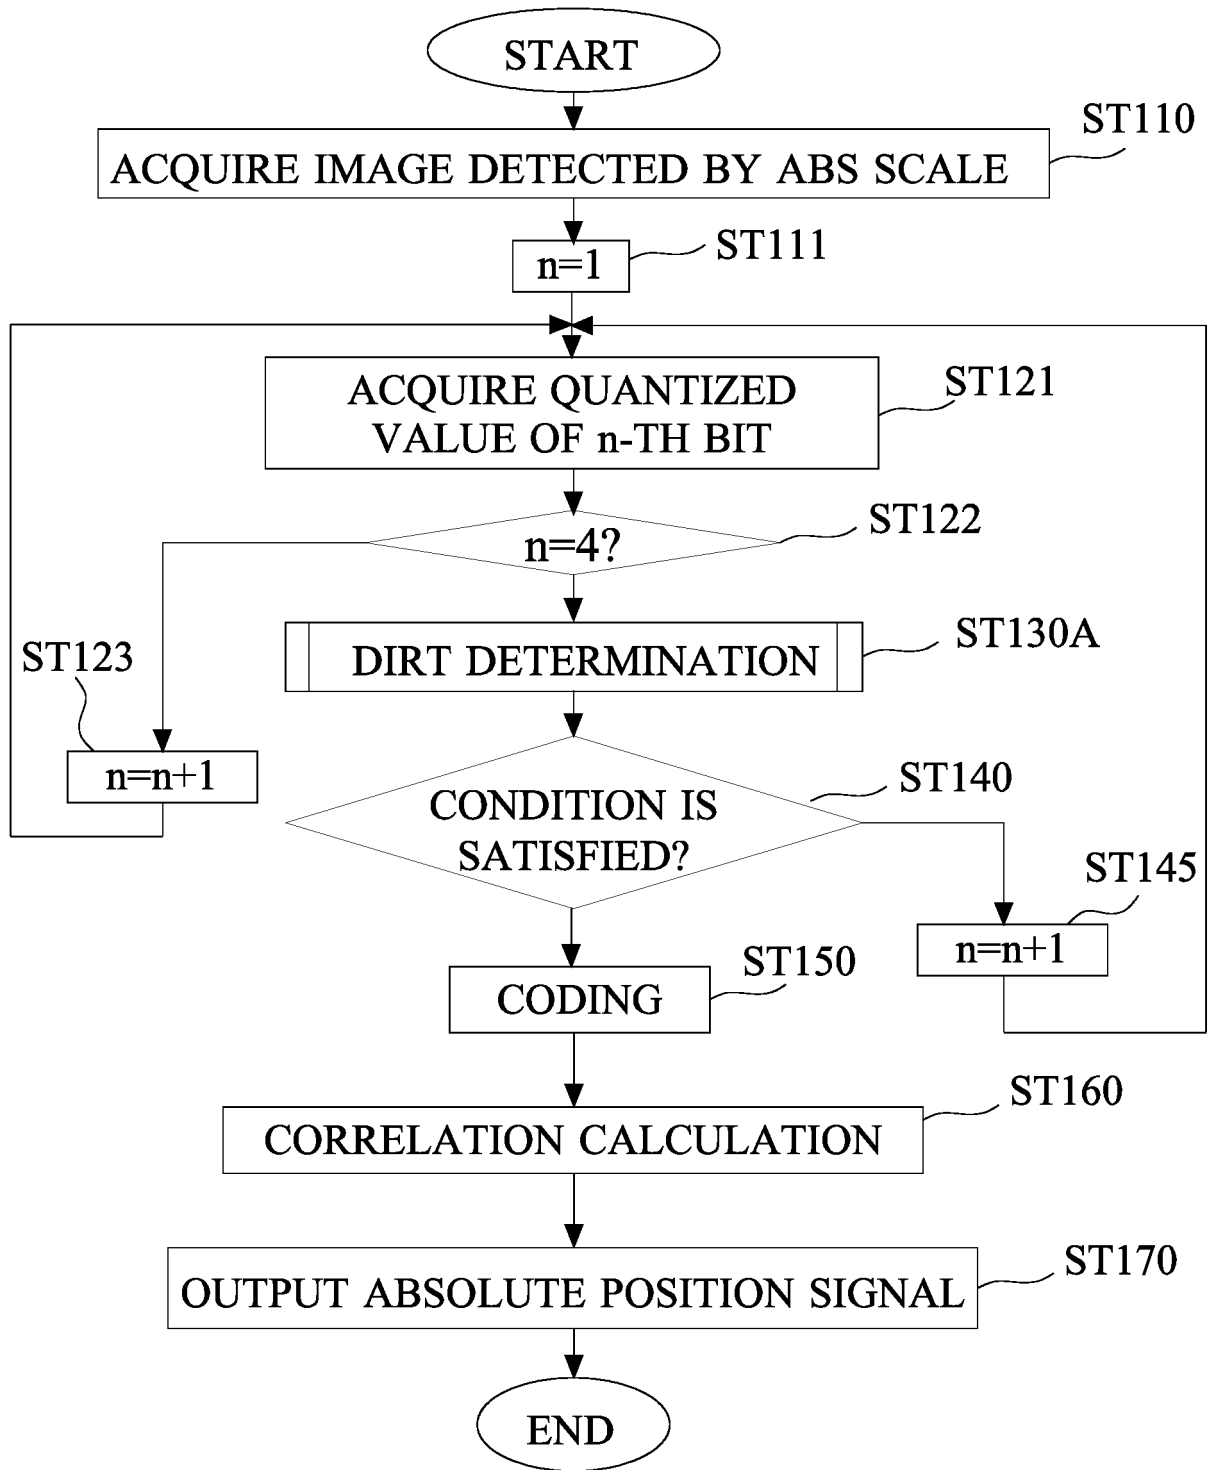 START
ST110
ACQUIRE IMAGE DETECTED BY ABS SCALE
ST111
n=1
ST121
ACQUIRE QUANTIZED
VALUE OF n-TH BIT
ST122
n=4?
ST130A
DIRT DETERMINATION
ST123
n=n+1
ST140
CONDITION IS
SATISFIED?
ST145
n=n+1
ST150
CODING
ST160
CORRELATION CALCULATION
ST170
OUTPUT ABSOLUTE POSITION SIGNAL
END